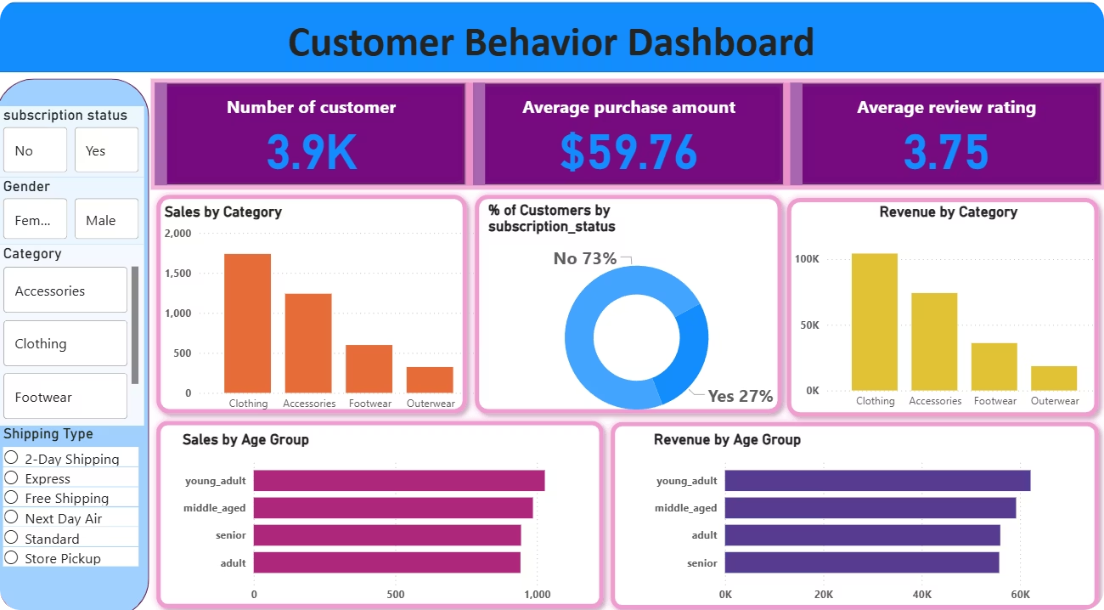 Customer Behavior Dashboard
subscription status
No
Yes
Gender
Fem...
Male
Category
Accessories
Clothing
Footwear
Shipping Type
2-Day Shipping
Express
Free Shipping
Next Day Air
Standard
Store Pickup
Number of customer
3.9K
Average purchase amount
$59.76
Average review rating
3.75
Sales by Category
2,000
1,500
1,000
500
0
Clothing Accessories Footwear Outerwear
% of Customers by
subscription_status
No 73%
Yes 27%
Revenue by Category
100K
50K
0K
Clothing Accessories Footwear Outerwear
Sales by Age Group
young_adult
middle_aged
senior
adult
0 500 1,000
Revenue by Age Group
young_adult
middle_aged
adult
senior
0K 20K 40K 60K